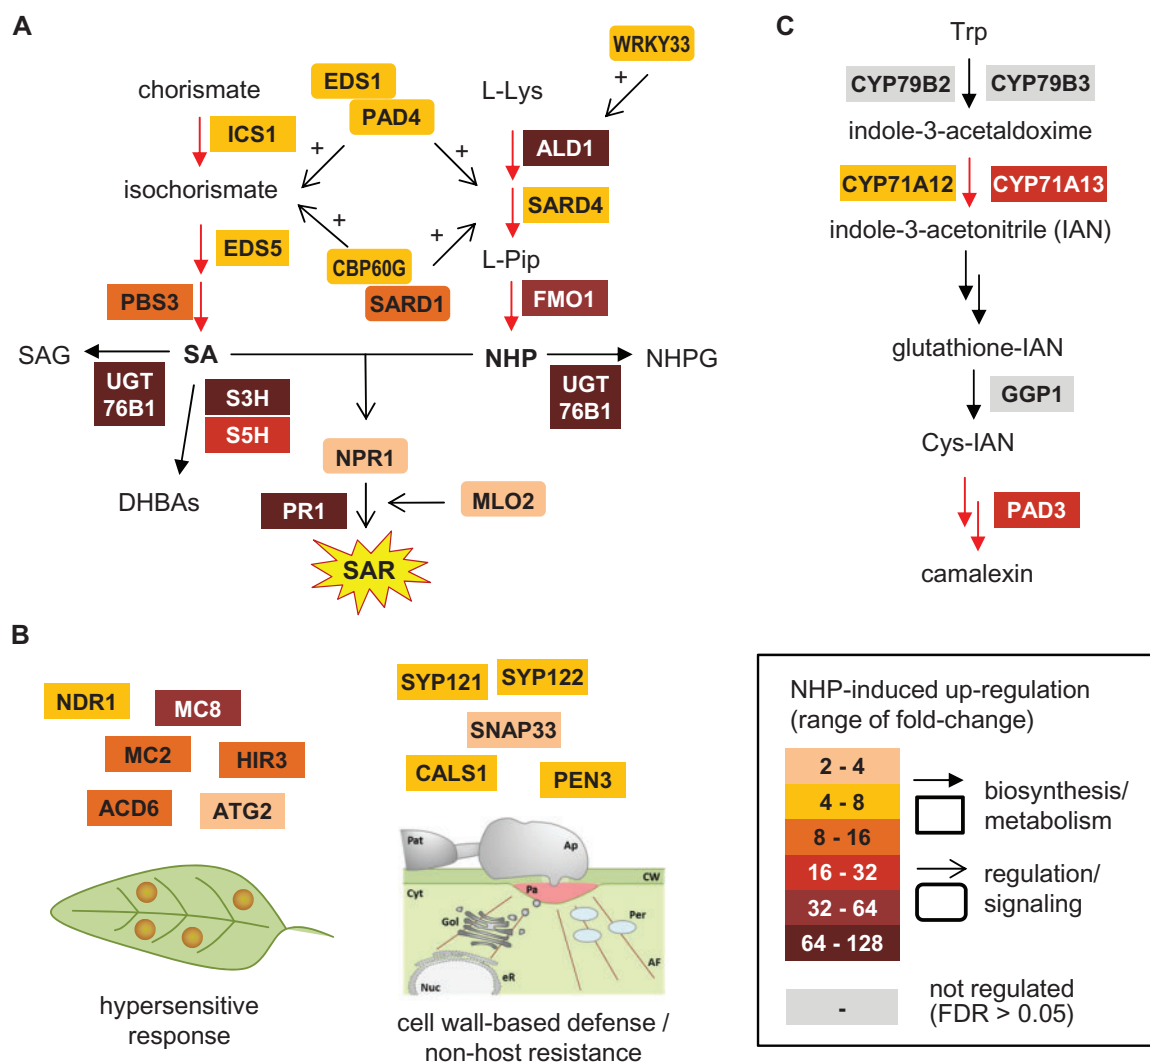 A
chorismate
ICS1
isochorismate
EDS5
PBS3
EDS1
PAD4
+
+
+
+
CBP60G
SARD1
WRKY33
+
L-Lys
ALD1
SARD4
L-Pip
FMO1
SAG
SA
NHP
NHPG
UGT
76B1
S3H
S5H
UGT
76B1
DHBAs
NPR1
PR1
MLO2
SAR
B
NDR1
MC8
MC2
HIR3
ACD6
ATG2
hypersensitive
response
SYP121
SYP122
SNAP33
CALS1
PEN3
Pat
Ap
CW
Cyt
Pa
Gol
Per
AF
eR
Nuc
cell wall-based defense /
non-host resistance
C
Trp
CYP79B2
CYP79B3
indole-3-acetaldoxime
CYP71A12
CYP71A13
indole-3-acetonitrile (IAN)
glutathione-IAN
GGP1
Cys-IAN
PAD3
camalexin
NHP-induced up-regulation
(range of fold-change)
2 - 4
4 - 8
8 - 16
16 - 32
32 - 64
64 - 128
-
biosynthesis/
metabolism
regulation/
signaling
not regulated
(FDR > 0.05)